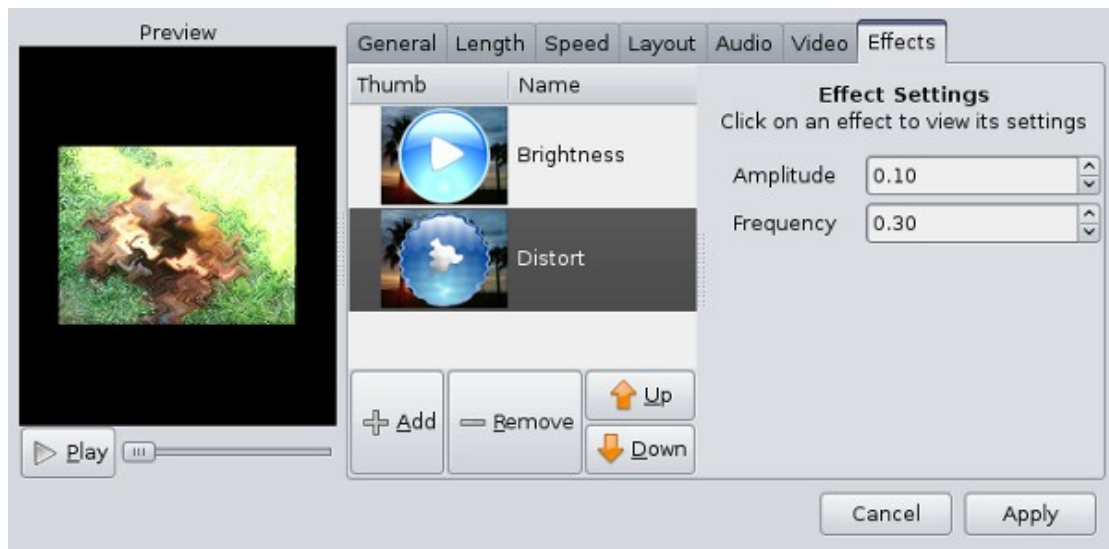 Preview
General Length Speed Layout Audio Video Effects
Thumb Name
Brightness
Distort
Effect Settings
Click on an effect to view its settings
Amplitude 0.10
Frequency 0.30
Add
Remove
Up
Down
Play
Cancel Apply